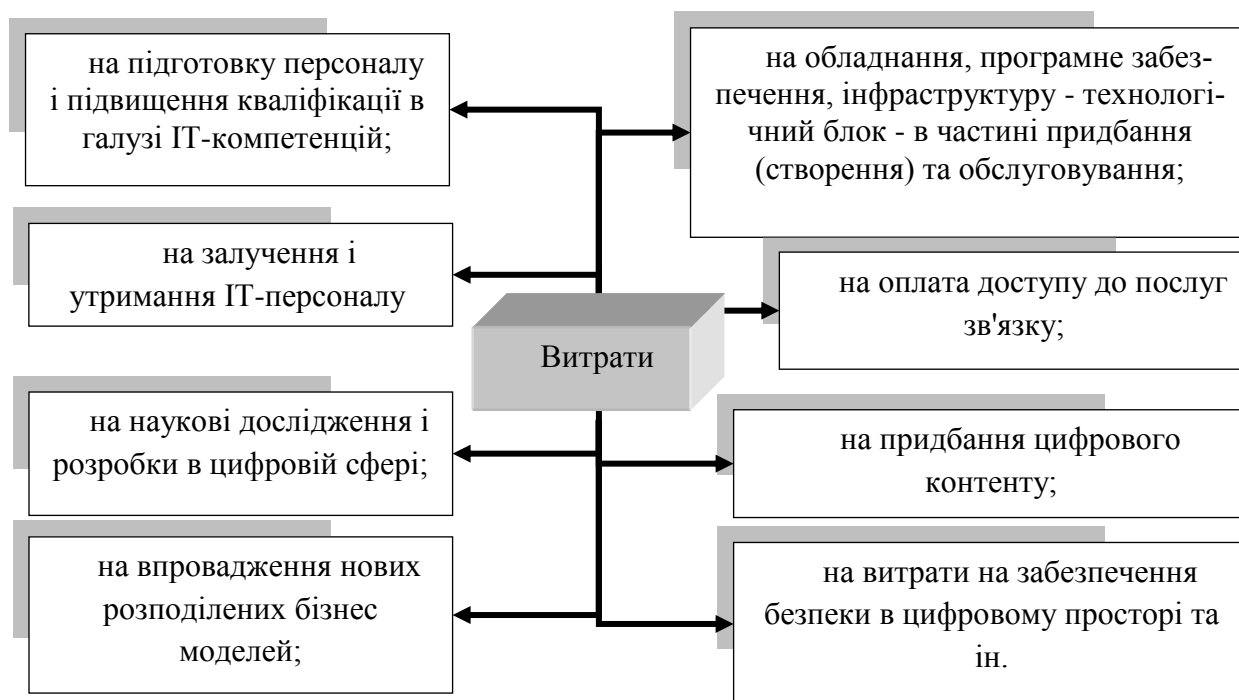 на підготовку персоналу
і підвищення кваліфікації в
галузі ІТ-компетенцій;
на залучення і
утримання ІТ-персоналу
на наукові дослідження і
розробки в цифровій сфері;
на впровадження нових
розподілених бізнес
моделей;
Витрати
на обладнання, програмне забез-
печення, інфраструктуру - технологі-
чний блок - в частині придбання
(створення) та обслуговування;
на оплата доступу до послуг
зв'язку;
на придбання цифрового
контенту;
на витрати на забезпечення
безпеки в цифровому просторі та
ін.